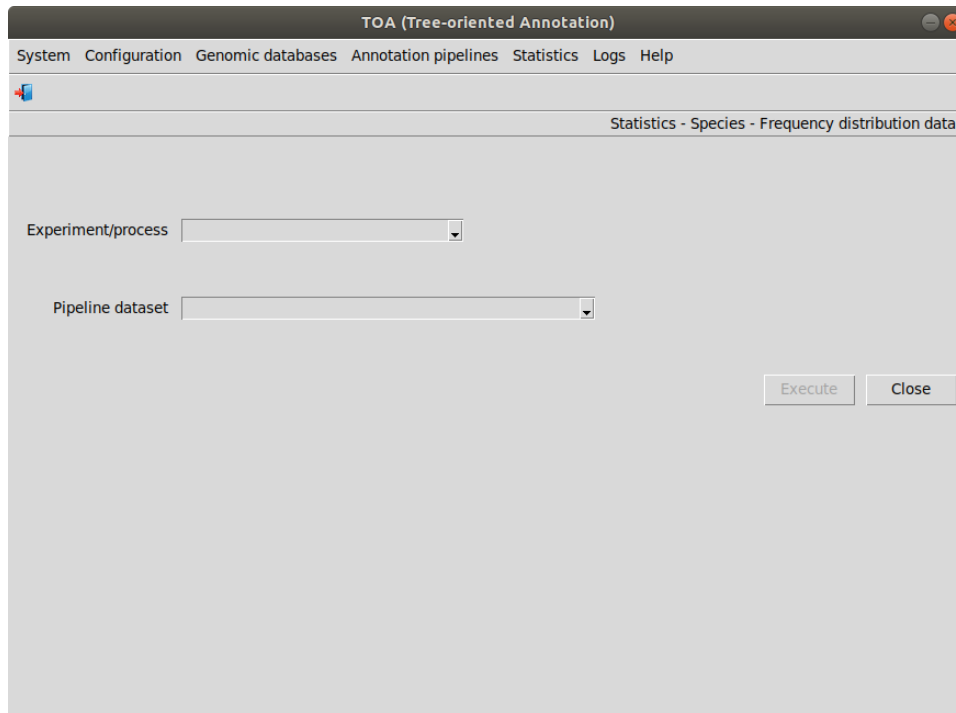 TOA (Tree-oriented Annotation)
System Configuration Genomic databases Annotation pipelines Statistics Logs Help
Statistics - Species - Frequency distribution data
Experiment/process
Pipeline dataset
Execute Close